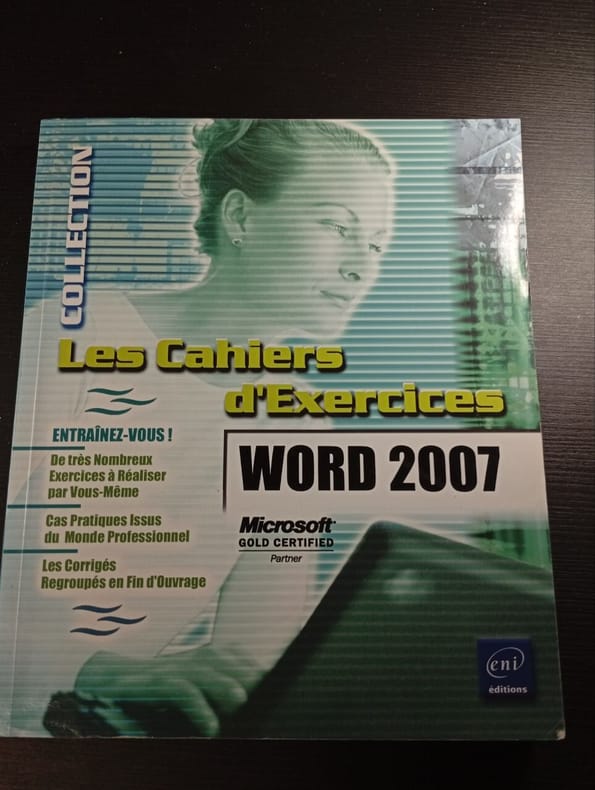 COLLECTION
Les Cahiers
d'Exercices
ENTRAÎNEZ-VOUS !
De très Nombreux
Exercices à Réaliser
par Vous-Même
Cas Pratiques Issus
du Monde Professionnel
Les Corrigés
Regroupés en Fin d'Ouvrage
WORD 2007
Microsoft
GOLD CERTIFIED
Partner
eni
éditions